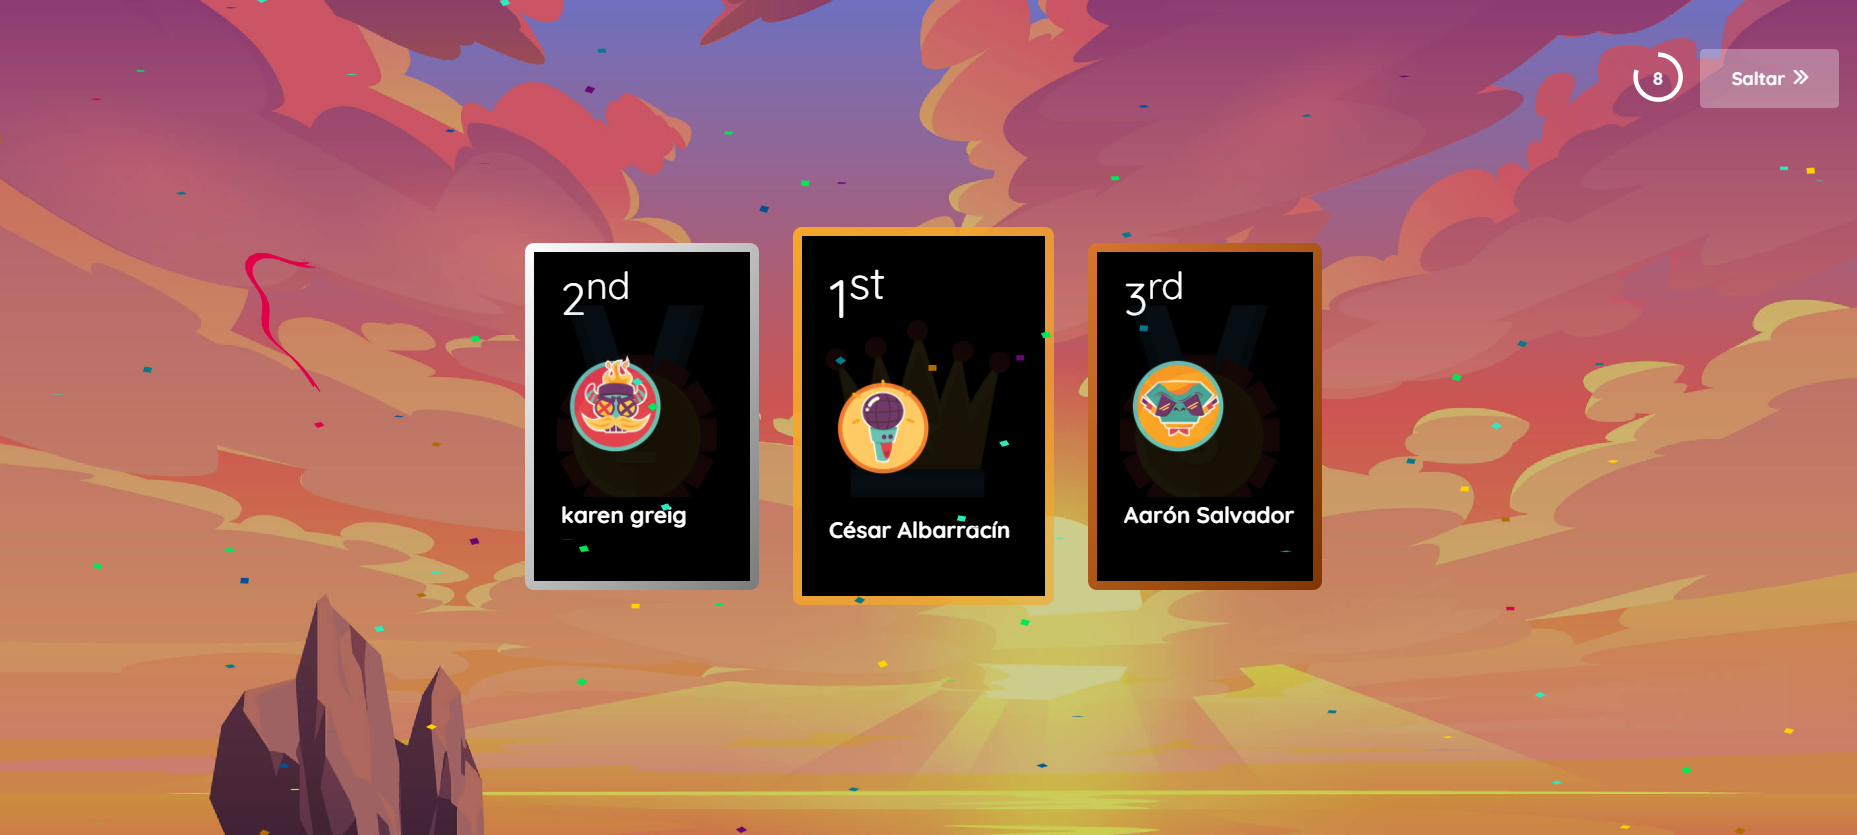 8
Saltar
2nd
1st
3rd
karen greig
César Albarracín
Aarón Salvador